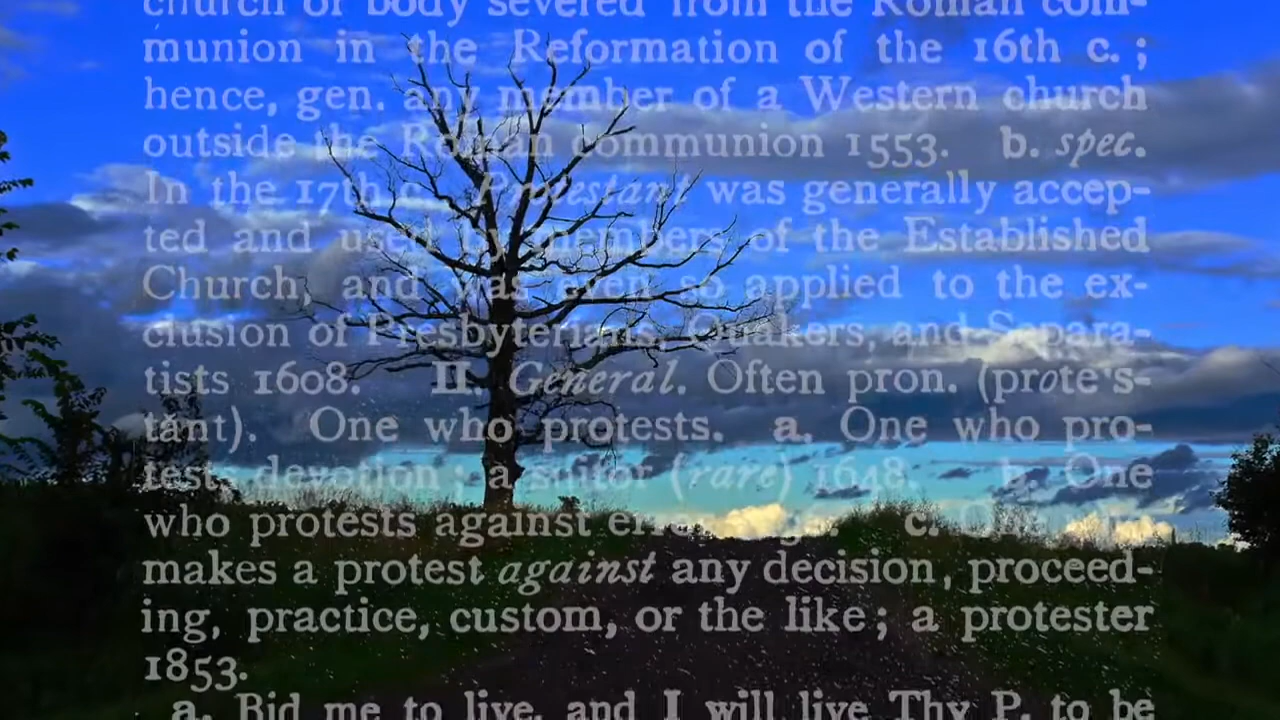 church or body severed from the Roman com-
munion in the Reformation of the 16th c. ;
hence, gen. any member of a Western church
outside the Roman communion 1553. b. spec.
In the 17th c. Protestant was generally accep-
ted and used by members of the Established
Church, and was even so applied to the ex-
clusion of Presbyterians, Quakers, and Separa-
tists 1608. II. General. Often pron. (prote·s-
tănt). One who protests. a. One who pro-
tests devotion ; a suitor (rare) 1648. b. One
who protests against error c.
makes a protest against any decision, proceed-
ing, practice, custom, or the like ; a protester
1853.
a. Bid me to live, and I will live Thy P. to be